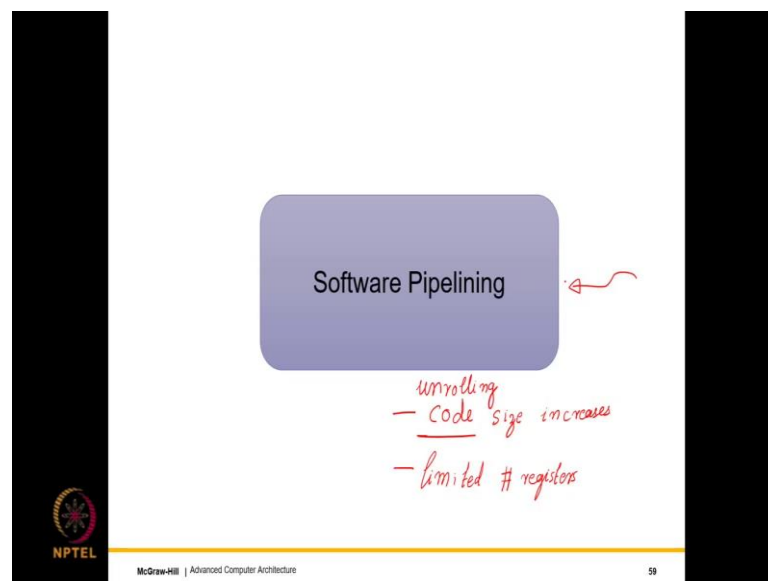 Software Pipelining
unrolling
— code size increases
— limited # registers
NPTEL
McGraw-Hill | Advanced Computer Architecture
59